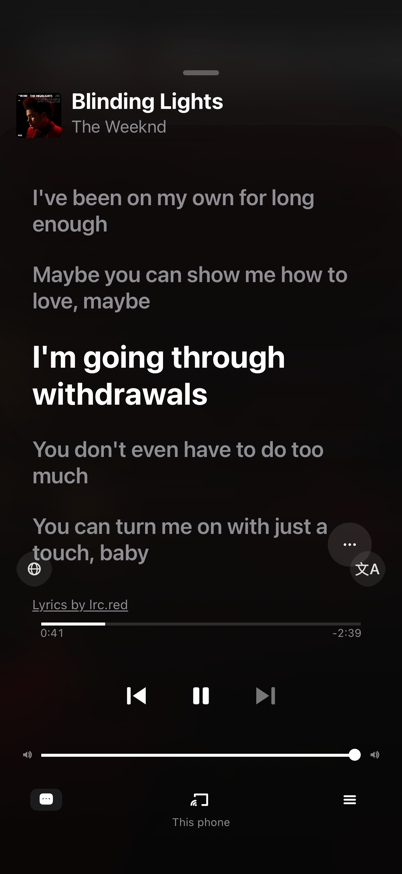 Blinding Lights
The Weeknd
I've been on my own for long
enough
Maybe you can show me how to
love, maybe
I'm going through
withdrawals
You don't even have to do too
much
You can turn me on with just a
touch, baby
文A
Lyrics by lrc.red
0:41
-2:39
This phone